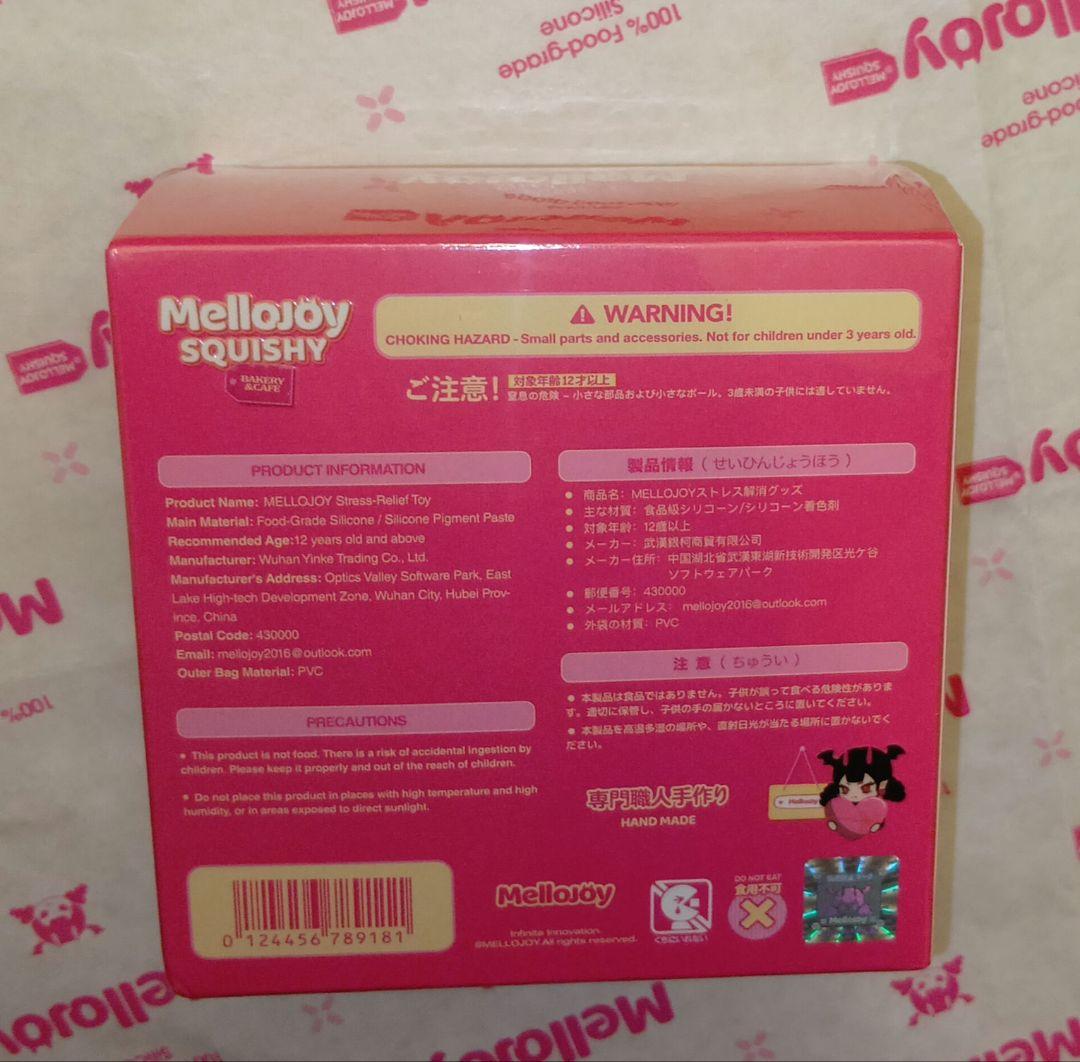 MELLOJOY
100% Food-grade
Silicone
MELLOJOY
SQUISHY
MelloJOy
Food-grade
Silicone
MelloJOy
SQUISHY
BAKERY
&CAFE
WARNING!
CHOKING HAZARD - Small parts and accessories. Not for children under 3 years old.
ご注意!
対象年齢12才以上
窒息の危険 – 小さな部品および小さなボール。3歳未満の子供には適していません。
PRODUCT INFORMATION
Product Name: MELLOJOY Stress-Relief Toy
Main Material: Food-Grade Silicone / Silicone Pigment Paste
Recommended Age:12 years old and above
Manufacturer: Wuhan Yinke Trading Co., Ltd.
Manufacturer's Address: Optics Valley Software Park, East
Lake High-tech Development Zone, Wuhan City, Hubei Prov-
ince, China
Postal Code: 430000
Email: mellojoy2016@outlook.com
Outer Bag Material: PVC
PRECAUTIONS
• This product is not food. There is a risk of accidental ingestion by
children. Please keep it properly and out of the reach of children.
• Do not place this product in places with high temperature and high
humidity, or in areas exposed to direct sunlight.
製品情報 ( せいひんじょうほう )
● 商品名: MELLOJOYストレス解消グッズ
● 主な材質: 食品級シリコーン/シリコーン着色剤
● 対象年齢: 12歳以上
● メーカー: 武漢銀柯商貿有限公司
● メーカー住所: 中国湖北省武漢東湖新技術開発区光ケ谷
ソフトウェアパーク
● 郵便番号: 430000
● メールアドレス: mellojoy2016@outlook.com
● 外袋の材質: PVC
注 意 ( ちゅうい )
● 本製品は食品ではありません。子供が誤って食べる危険性がありま
す。適切に保管し、子供の手の届かないところに置いてください。
● 本製品を高温多湿の場所や、直射日光が当たる場所に置かないでく
ださい。
専門職人手作り
HAND MADE
Mellojoy
0 124456 789181
MelloJOy
Infinite Innovation.
@MELLOJOY.All rights reserved.
くちにいれない
DO NOT EAT
食用不可
MelloJoy
MELLOJOY
SQUISHY
100%
MelloJOy
MelloJOy